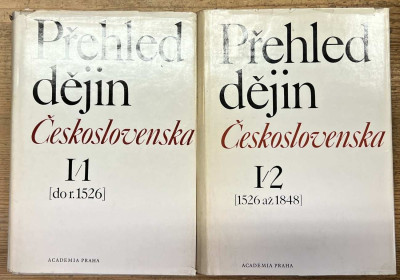 Přehled
dějin
Československa
I/1
[do r. 1526]
ACADEMIA PRAHA
Přehled
dějin
Československa
I/2
[1526 až 1848]
ACADEMIA PRAHA